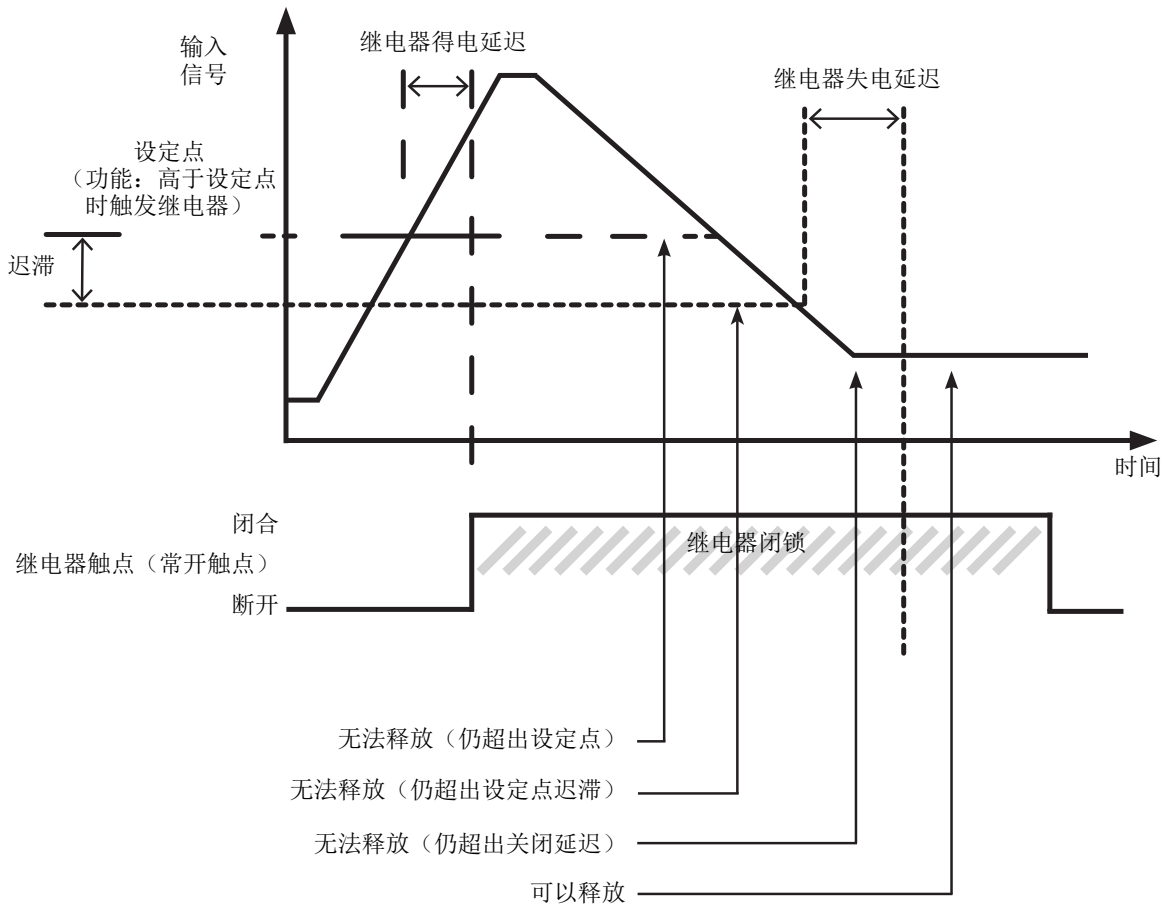 输入
信号
继电器得电延迟
继电器失电延迟
设定点
（功能：高于设定点
时触发继电器）
迟滞
时间
闭合
继电器闭锁
继电器触点（常开触点）
断开
无法释放（仍超出设定点）
无法释放（仍超出设定点迟滞）
无法释放（仍超出关闭延迟）
可以释放